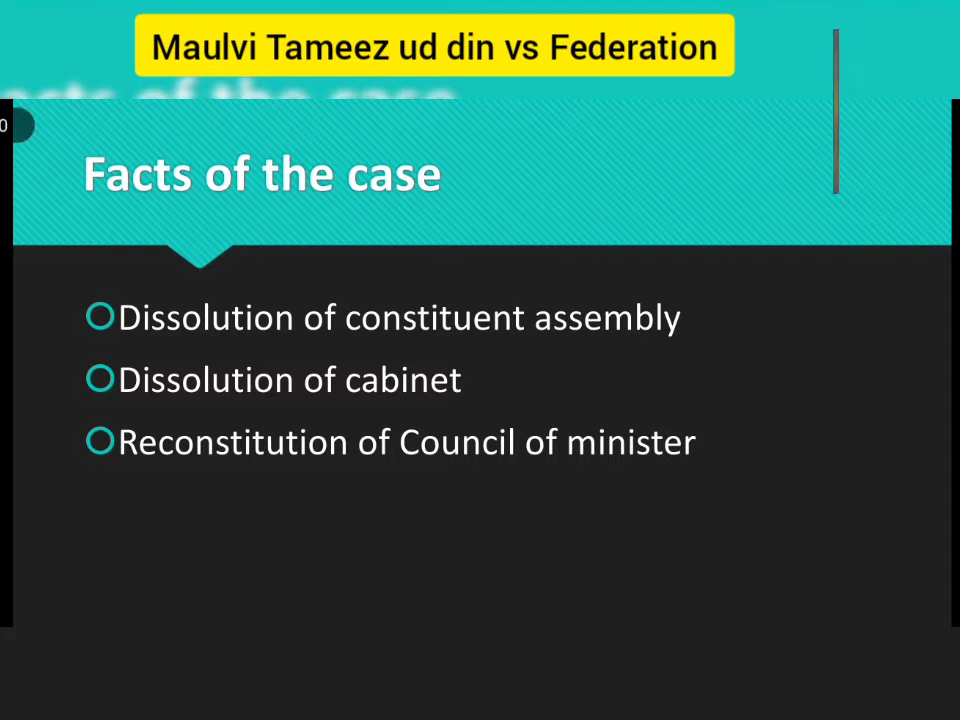 Maulvi Tameez ud din vs Federation
Facts of the case
Dissolution of constituent assembly
Dissolution of cabinet
Reconstitution of Council of minister